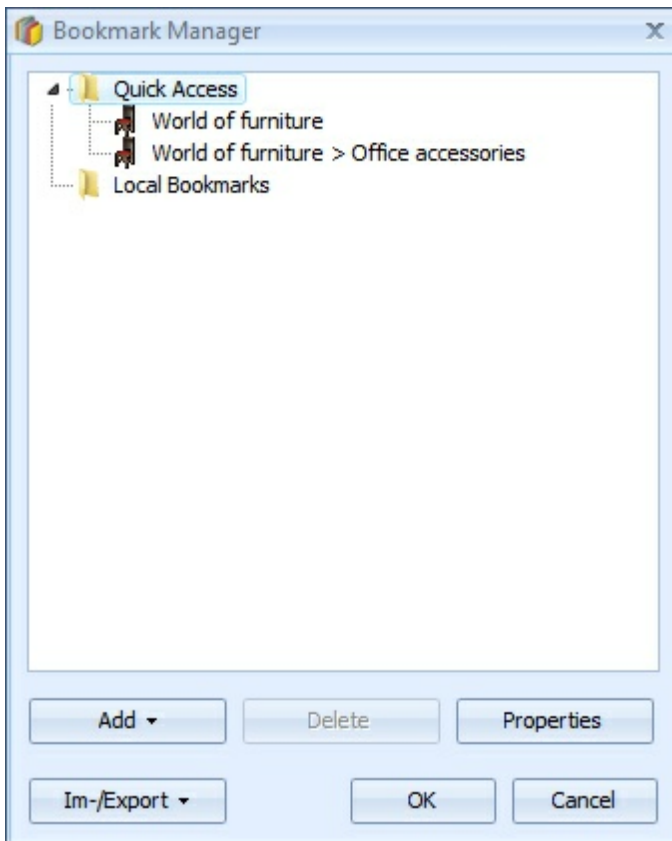 Bookmark Manager
Quick Access
World of furniture
World of furniture > Office accessories
Local Bookmarks
Add Delete Properties
Im-/Export OK Cancel